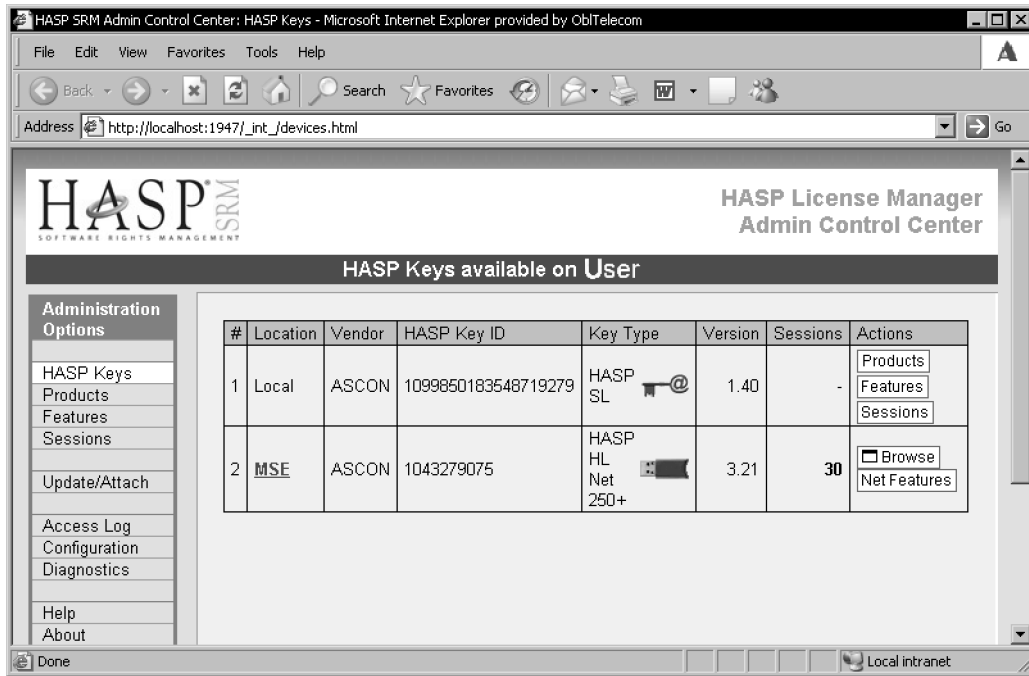 HASP SRM Admin Control Center: HASP Keys - Microsoft Internet Explorer provided by OblTelecom
File Edit View Favorites Tools Help
Back Search Favorites
Address http://localhost:1947/_int_/devices.html Go
HASP SRM
SOFTWARE RIGHTS MANAGEMENT
HASP License Manager
Admin Control Center
HASP Keys available on User
Administration
Options
HASP Keys
Products
Features
Sessions
Update/Attach
Access Log
Configuration
Diagnostics
Help
About
# Location Vendor HASP Key ID Key Type Version Sessions Actions
1 Local ASCON 1099850183548719279 HASP SL 1.40 - Products Features Sessions
2 MSE ASCON 1043279075 HASP HL Net 250+ 3.21 30 Browse Net Features
Done Local intranet